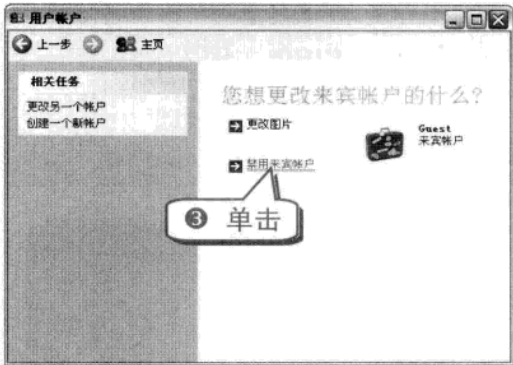 用户帐户
上一步 主页
相关任务
更改另一个帐户
创建一个新帐户
您想更改来宾帐户的什么?
更改图片
Guest
来宾帐户
禁用来宾帐户
❸ 单击